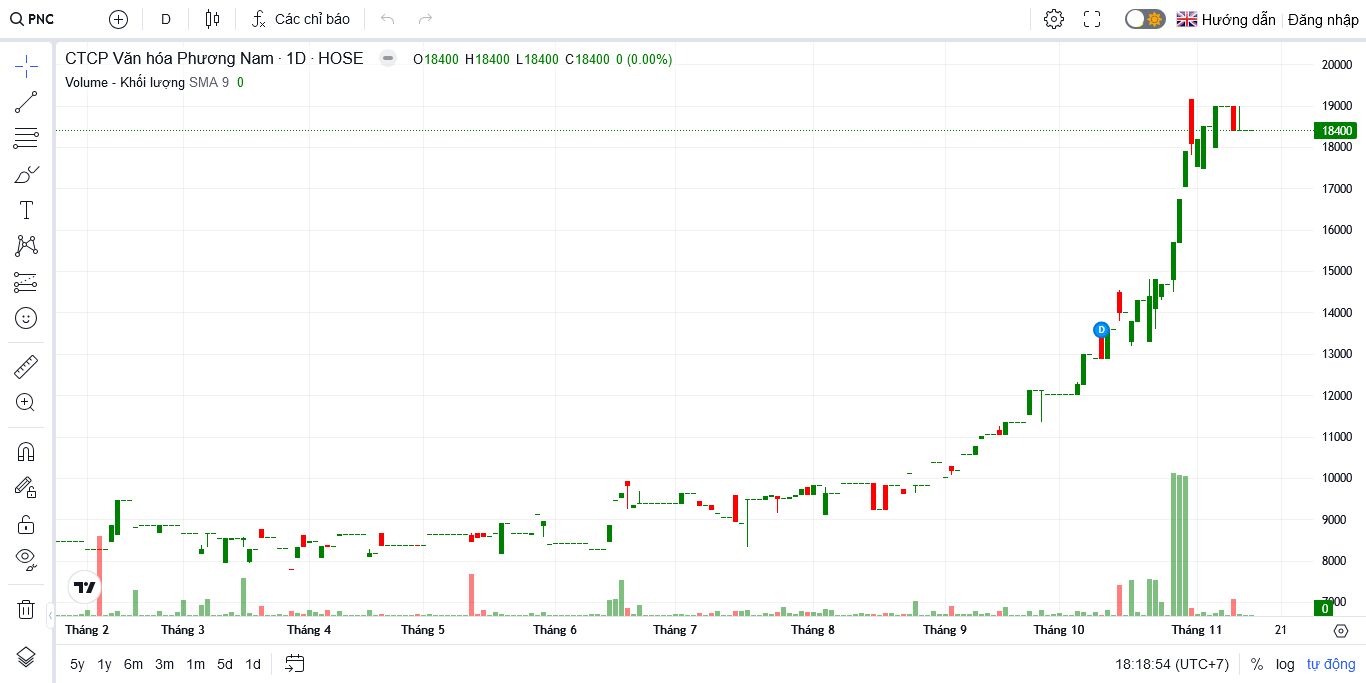 PNC D Các chỉ báo Hướng dẫn Đăng nhập
CTCP Văn hóa Phương Nam · 1D · HOSE O18400 H18400 L18400 C18400 0 (0.00%)
Volume - Khối lượng SMA 9 0
20000
19000
18400
18000
17000
16000
15000
14000
D
13000
12000
11000
10000
9000
8000
7000
0
Tháng 2 Tháng 3 Tháng 4 Tháng 5 Tháng 6 Tháng 7 Tháng 8 Tháng 9 Tháng 10 Tháng 11 21
5y 1y 6m 3m 1m 5d 1d 18:18:54 (UTC+7) % log tự động